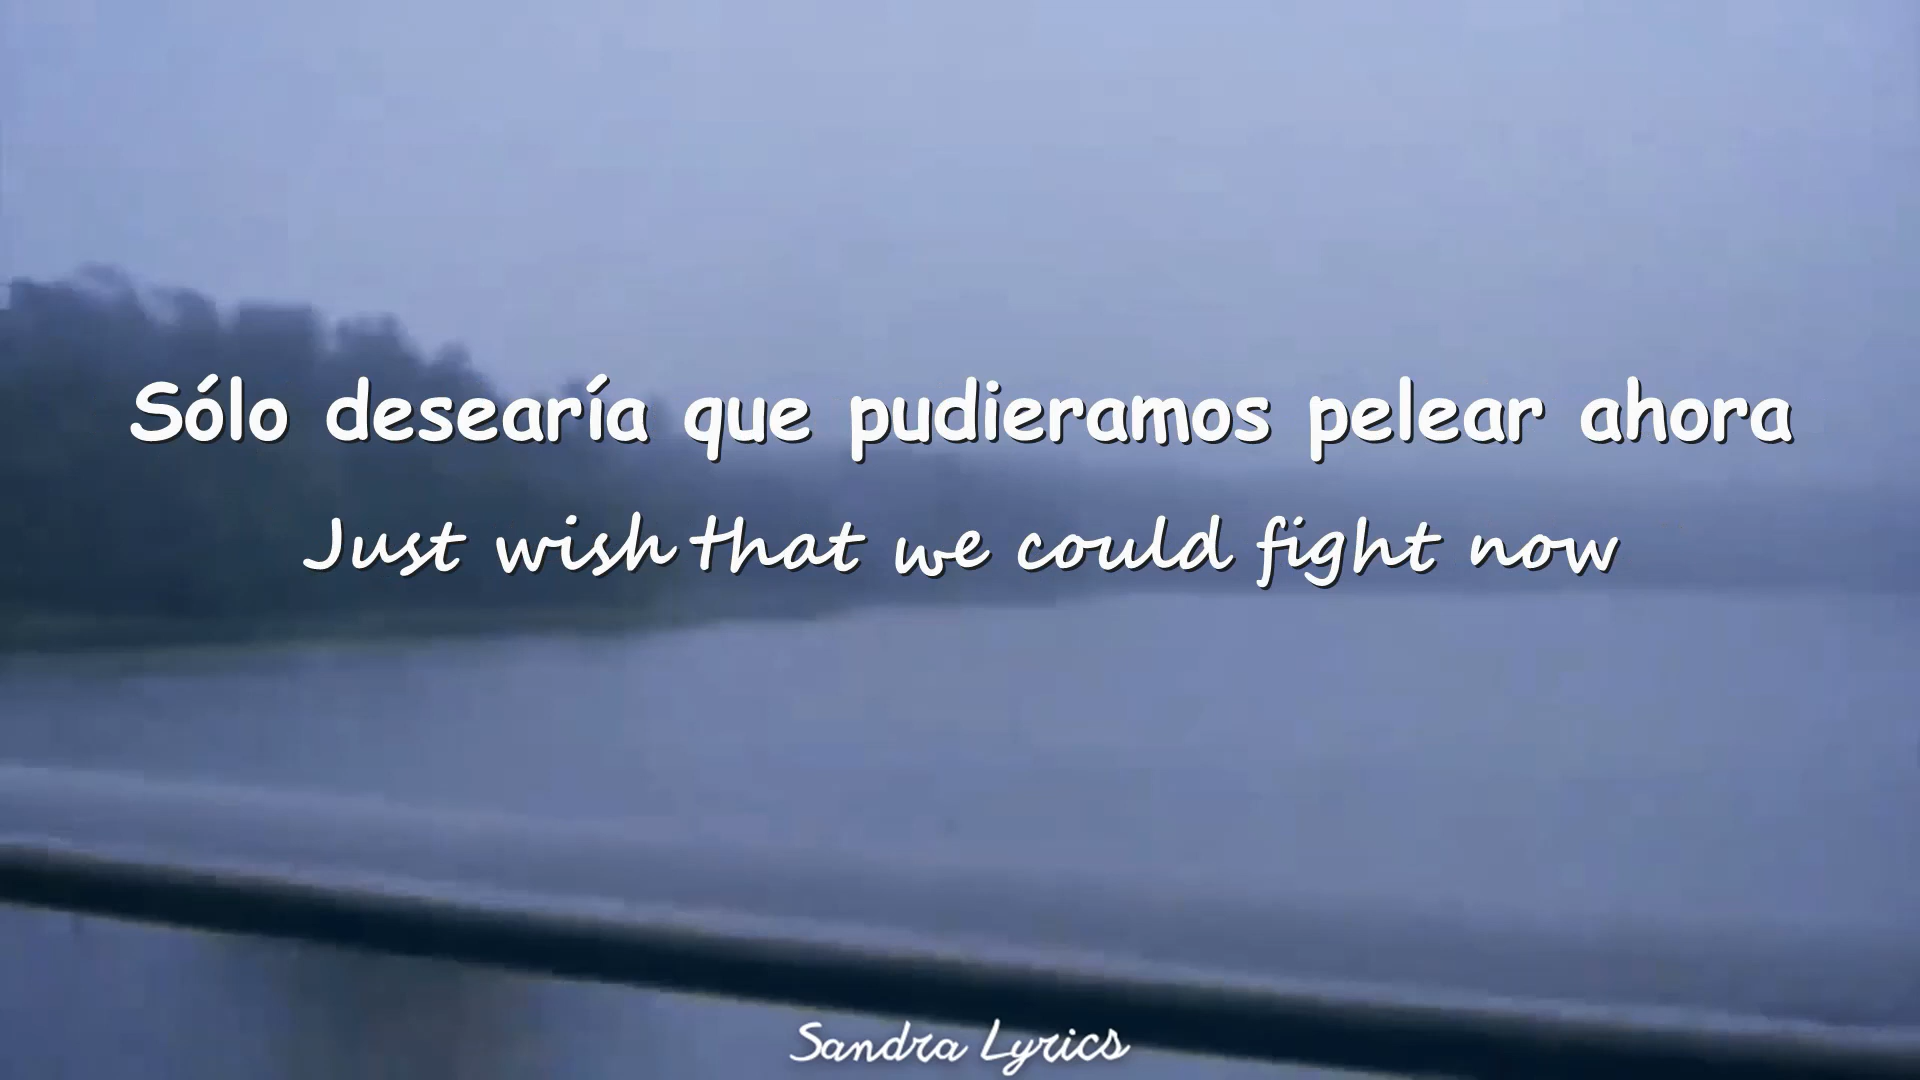 Sólo desearía que pudieramos pelear ahora
Just wish that we could fight now
Sandra Lyrics